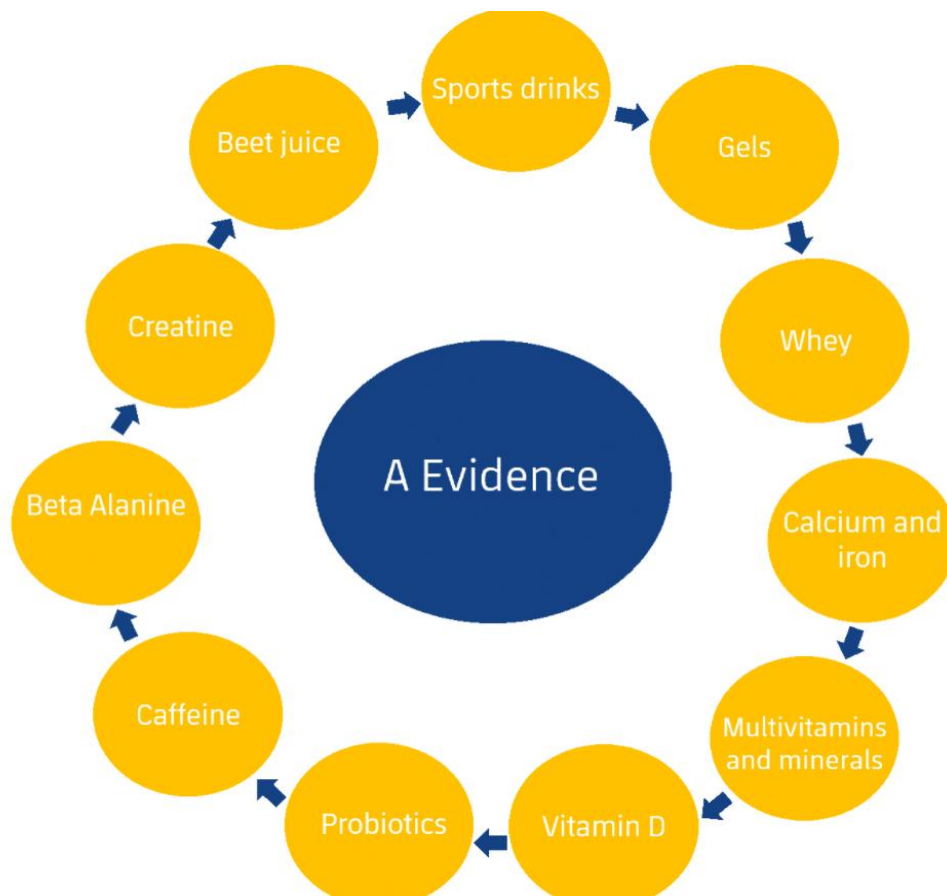 Sports drinks
Gels
Whey
Calcium and
iron
Multivitamins
and minerals
Vitamin D
Probiotics
Caffeine
Beta Alanine
Creatine
Beet juice
A Evidence